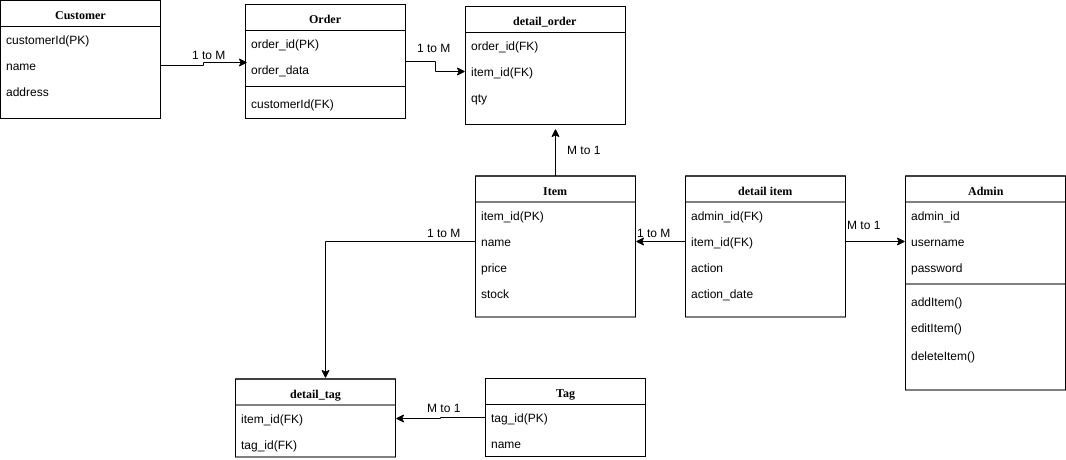 Customer
customerId(PK)
name
address
1 to M
Order
order_id(PK)
order_data
customerId(FK)
1 to M
detail_order
order_id(FK)
item_id(FK)
qty
M to 1
Item
item_id(PK)
name
price
stock
1 to M
detail item
admin_id(FK)
item_id(FK)
action
action_date
M to 1
Admin
admin_id
username
password
addItem()
editItem()
deleteItem()
1 to M
detail_tag
item_id(FK)
tag_id(FK)
M to 1
Tag
tag_id(PK)
name